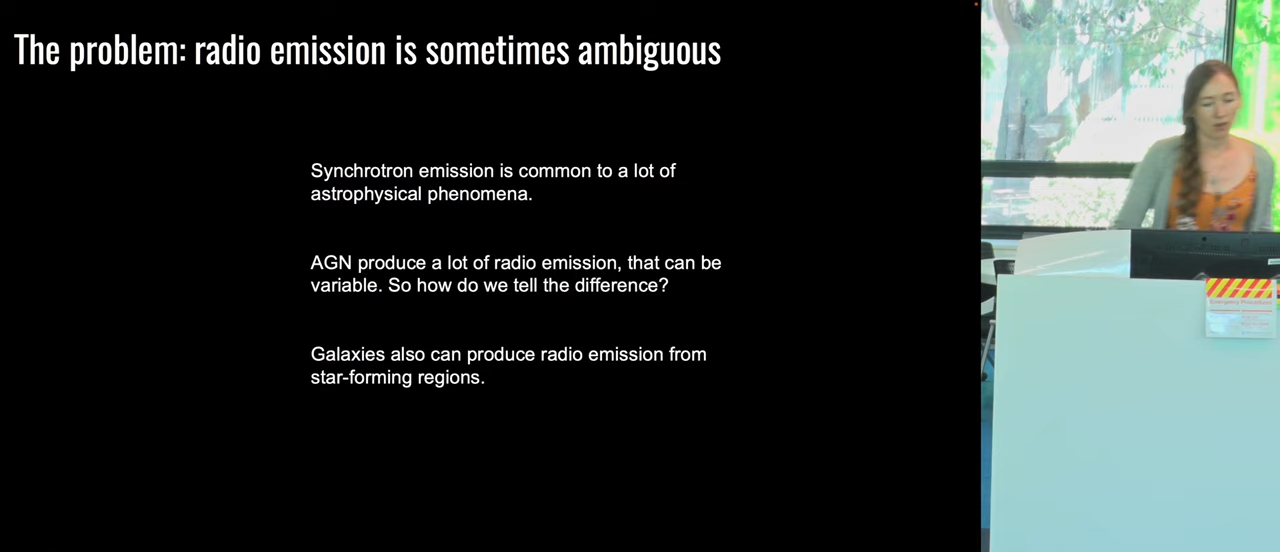 The problem: radio emission is sometimes ambiguous
Synchrotron emission is common to a lot of
astrophysical phenomena.
AGN produce a lot of radio emission, that can be
variable. So how do we tell the difference?
Galaxies also can produce radio emission from
star-forming regions.
Emergency Procedures